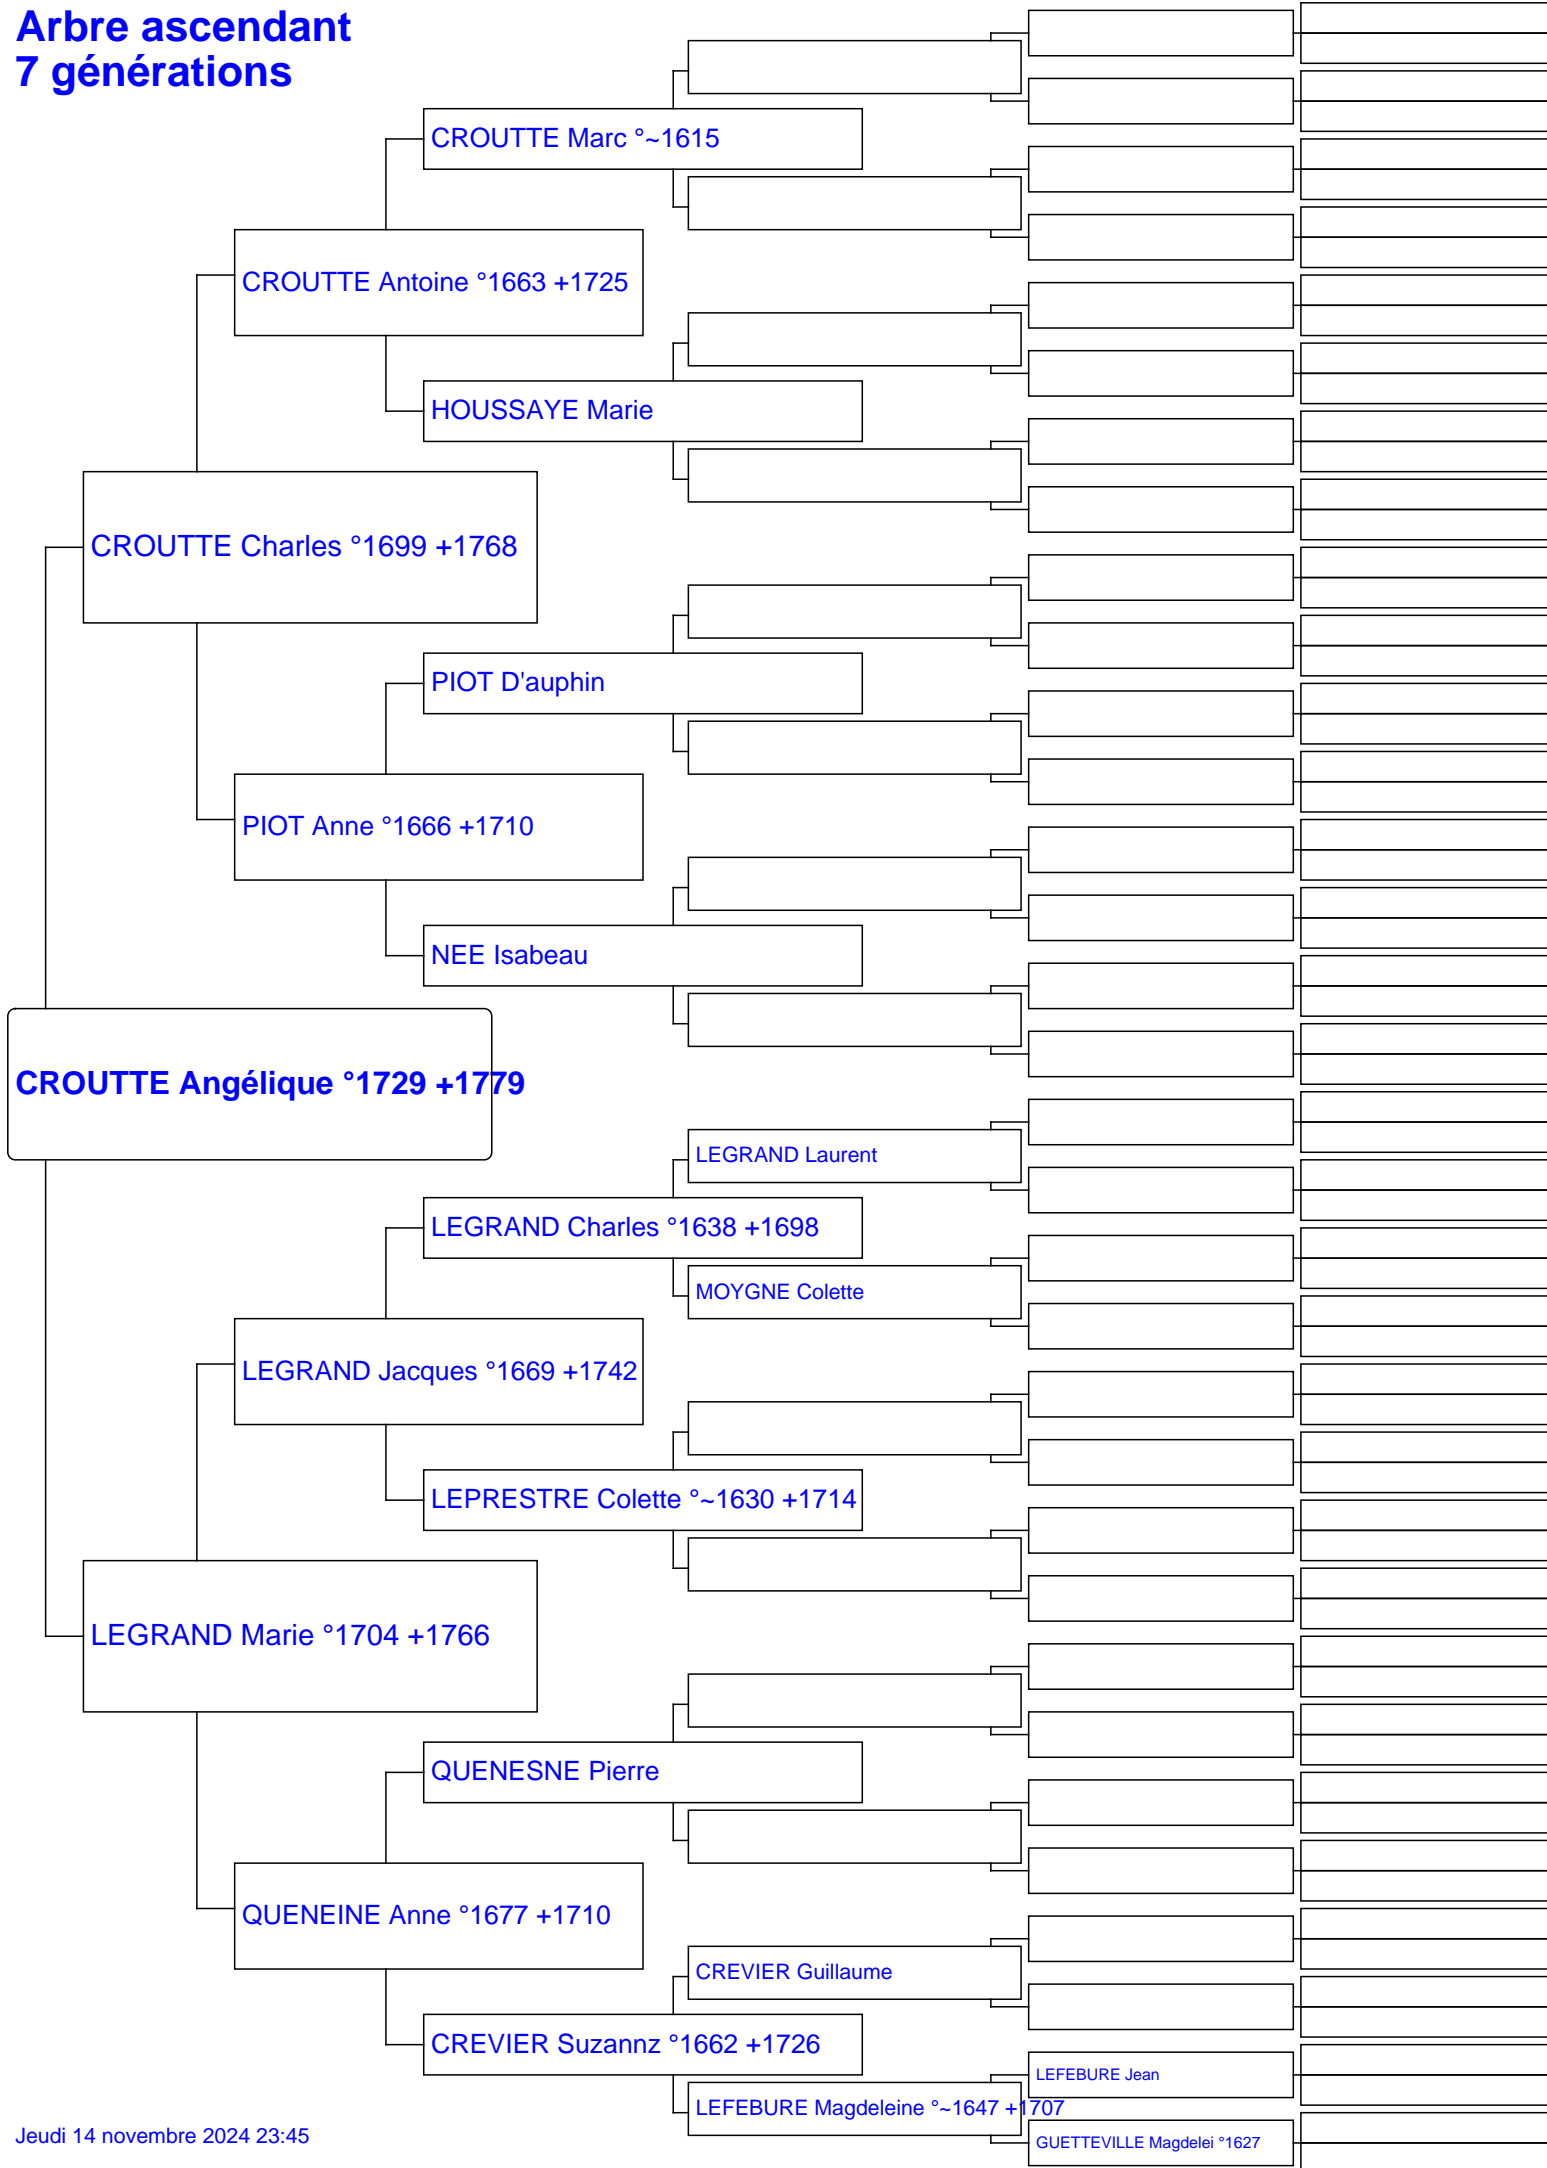 Arbre ascendant
7 générations
CROUTTE Marc °~1615
CROUTTE Antoine °1663 +1725
HOUSSAYE Marie
CROUTTE Charles °1699 +1768
PIOT D'auphin
PIOT Anne °1666 +1710
NEE Isabeau
CROUTTE Angélique °1729 +1779
LEGRAND Laurent
LEGRAND Charles °1638 +1698
MOYGNE Colette
LEGRAND Jacques °1669 +1742
LEPRESTRE Colette °~1630 +1714
LEGRAND Marie °1704 +1766
QUENESNE Pierre
QUENEINE Anne °1677 +1710
CREVIER Guillaume
CREVIER Suzannz °1662 +1726
LEFEBURE Jean
LEFEBURE Magdeleine °~1647 +1707
GUETTEVILLE Magdelei °1627
Jeudi 14 novembre 2024 23:45